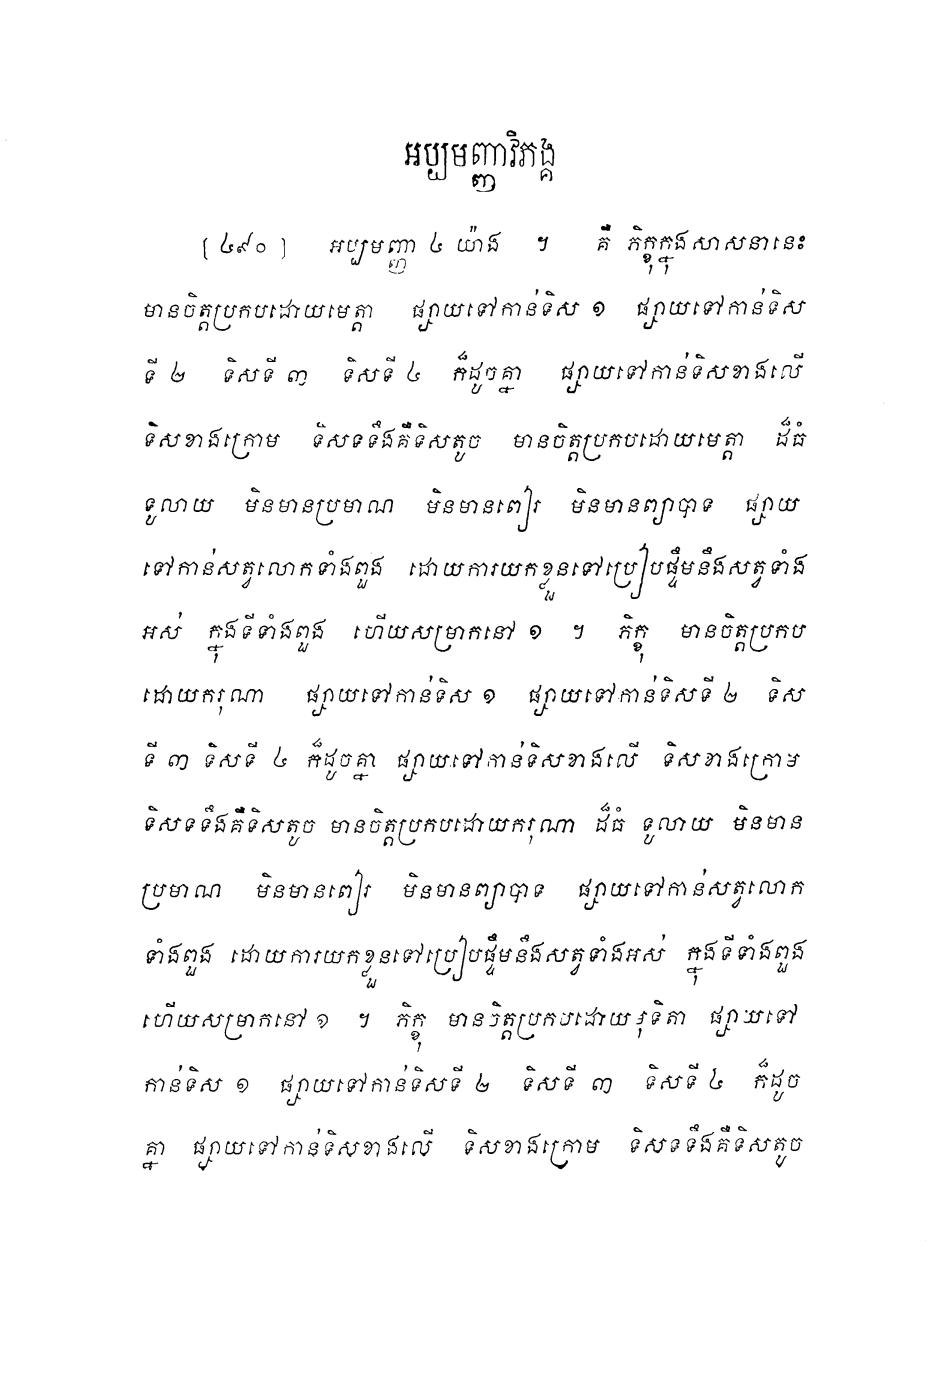 អប្បមញ្ញាវិភង្គ
[ ៤៩០ ] អប្បមញ្ញា ៤ យ៉ាង ។ គឺ ភិក្ខុក្នុងសាសនានេះ
មានចិត្តប្រកបដោយមេត្តា ផ្សាយទៅកាន់ទិស ១ ផ្សាយទៅកាន់ទិស
ទី ២ ទិសទី ៣ ទិសទី ៤ ក៏ដូចគ្នា ផ្សាយទៅកាន់ទិសខាងលើ
ទិសខាងក្រោម ទិសទទឹងគឺទិសតូច មានចិត្តប្រកបដោយមេត្តា ដ៏ធំ
ទូលាយ មិនមានប្រមាណ មិនមានពៀរ មិនមានព្យាបាទ ផ្សាយ
ទៅកាន់សត្វលោកទាំងពួង ដោយការយកខ្លួនទៅប្រៀបផ្ទឹមនឹងសត្វទាំង
អស់ ក្នុងទីទាំងពួង ហើយសម្រាកនៅ ១ ។ ភិក្ខុ មានចិត្តប្រកប
ដោយករុណា ផ្សាយទៅកាន់ទិស ១ ផ្សាយទៅកាន់ទិសទី ២ ទិស
ទី ៣ ទិសទី ៤ ក៏ដូចគ្នា ផ្សាយទៅកាន់ទិសខាងលើ ទិសខាងក្រោម
ទិសទទឹងគឺទិសតូច មានចិត្តប្រកបដោយករុណា ដ៏ធំ ទូលាយ មិនមាន
ប្រមាណ មិនមានពៀរ មិនមានព្យាបាទ ផ្សាយទៅកាន់សត្វលោក
ទាំងពួង ដោយការយកខ្លួនទៅប្រៀបផ្ទឹមនឹងសត្វទាំងអស់ ក្នុងទីទាំងពួង
ហើយសម្រាកនៅ ១ ។ ភិក្ខុ មានចិត្តប្រកបដោយមុទិតា ផ្សាយទៅ
កាន់ទិស ១ ផ្សាយទៅកាន់ទិសទី ២ ទិសទី ៣ ទិសទី ៤ ក៏ដូច
គ្នា ផ្សាយទៅកាន់ទិសខាងលើ ទិសខាងក្រោម ទិសទទឹងគឺទិសតូច